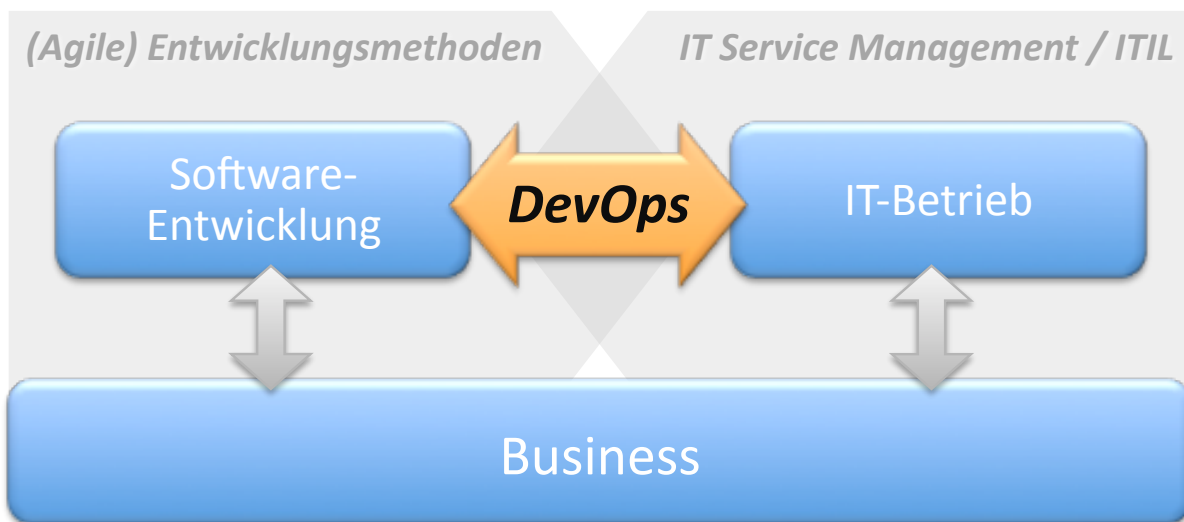 (Agile) Entwicklungsmethoden
IT Service Management / ITIL
Software-
Entwicklung
DevOps
IT-Betrieb
Business